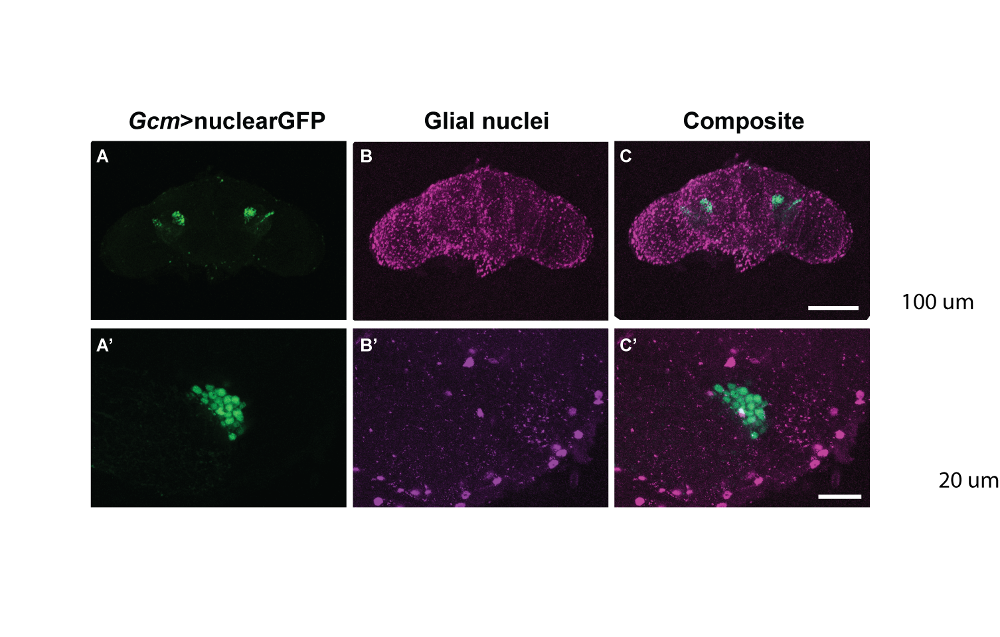 Gcm>nuclearGFP Glial nuclei Composite
A B C
100 um
A’ B’ C’
20 um